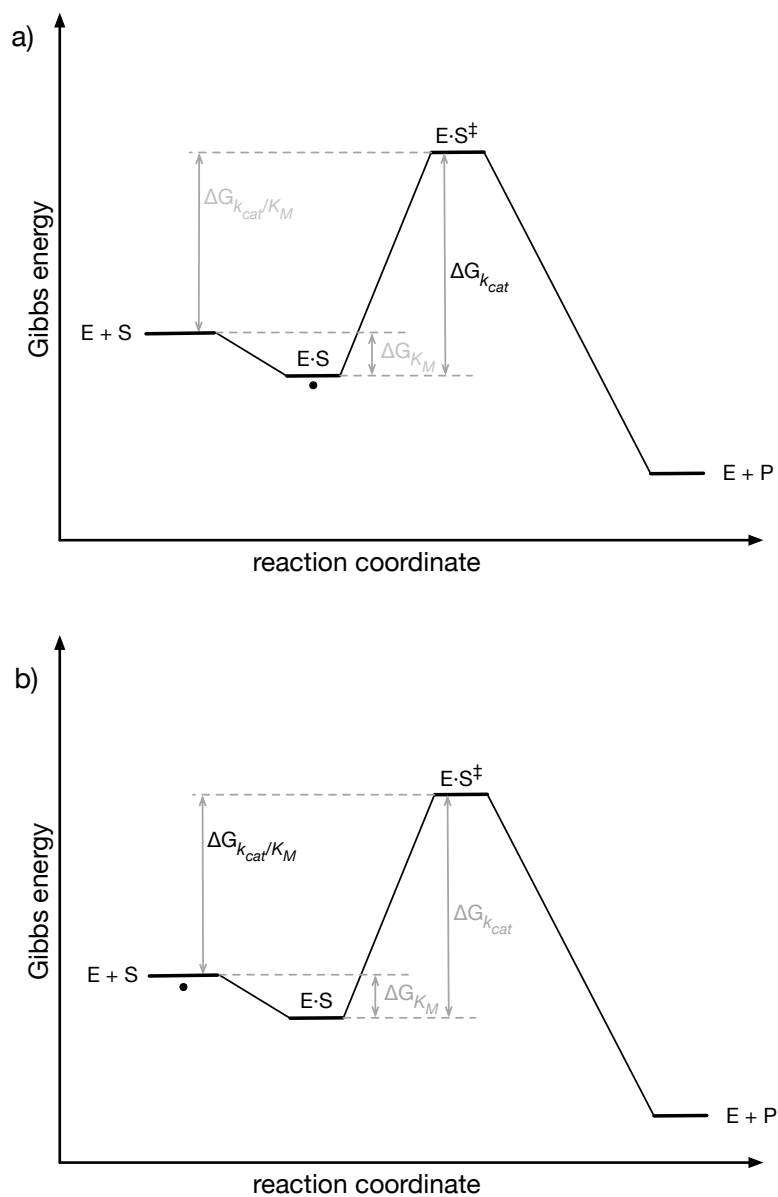 a)
E·S‡
ΔGkcat/KM
Gibbs energy
ΔGkcat
E + S
E·S
ΔGKM
E + P
reaction coordinate
b)
E·S‡
ΔGkcat/KM
Gibbs energy
ΔGkcat
E + S
E·S
ΔGKM
E + P
reaction coordinate